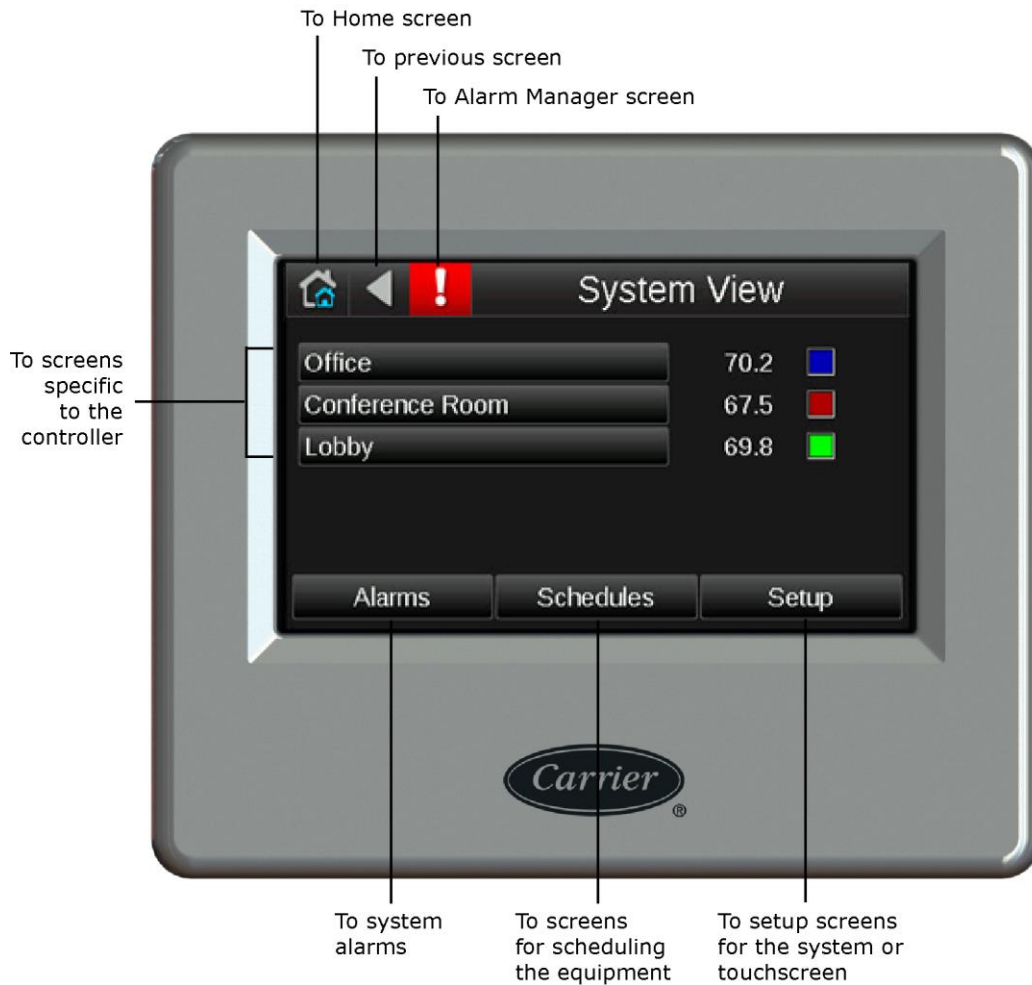 To Home screen
To previous screen
To Alarm Manager screen
! System View
To screens
specific
to the
controller
Office 70.2
Conference Room 67.5
Lobby 69.8
Alarms Schedules Setup
Carrier
®
To system
alarms
To screens
for scheduling
the equipment
To setup screens
for the system or
touchscreen